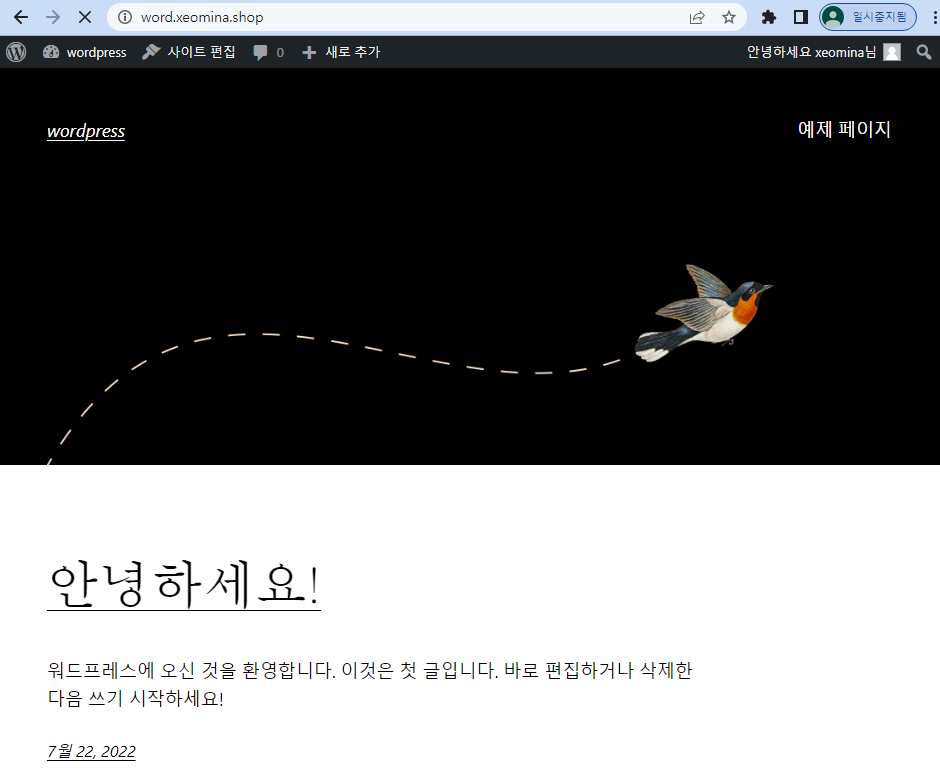 word.xeomina.shop
일시중지됨
wordpress 사이트 편집 0 새로 추가 안녕하세요 xeomina님
wordpress 예제 페이지
안녕하세요!
워드프레스에 오신 것을 환영합니다. 이것은 첫 글입니다. 바로 편집하거나 삭제한
다음 쓰기 시작하세요!
7월 22, 2022